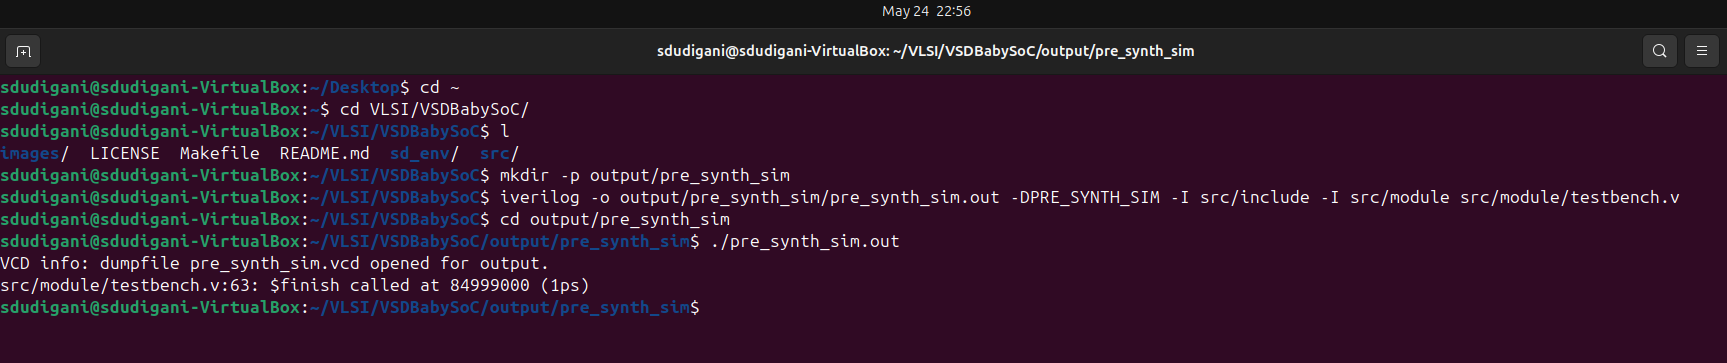 May 24 22:56
sdudigani@sdudigani-VirtualBox: ~/VLSI/VSDBabySoC/output/pre_synth_sim
sdudigani@sdudigani-VirtualBox:~/Desktop$ cd ~
sdudigani@sdudigani-VirtualBox:~$ cd VLSI/VSDBabySoC/
sdudigani@sdudigani-VirtualBox:~/VLSI/VSDBabySoC$ l
images/  LICENSE  Makefile  README.md  sd_env/  src/
sdudigani@sdudigani-VirtualBox:~/VLSI/VSDBabySoC$ mkdir -p output/pre_synth_sim
sdudigani@sdudigani-VirtualBox:~/VLSI/VSDBabySoC$ iverilog -o output/pre_synth_sim/pre_synth_sim.out -DPRE_SYNTH_SIM -I src/include -I src/module src/module/testbench.v
sdudigani@sdudigani-VirtualBox:~/VLSI/VSDBabySoC$ cd output/pre_synth_sim
sdudigani@sdudigani-VirtualBox:~/VLSI/VSDBabySoC/output/pre_synth_sim$ ./pre_synth_sim.out
VCD info: dumpfile pre_synth_sim.vcd opened for output.
src/module/testbench.v:63: $finish called at 84999000 (1ps)
sdudigani@sdudigani-VirtualBox:~/VLSI/VSDBabySoC/output/pre_synth_sim$